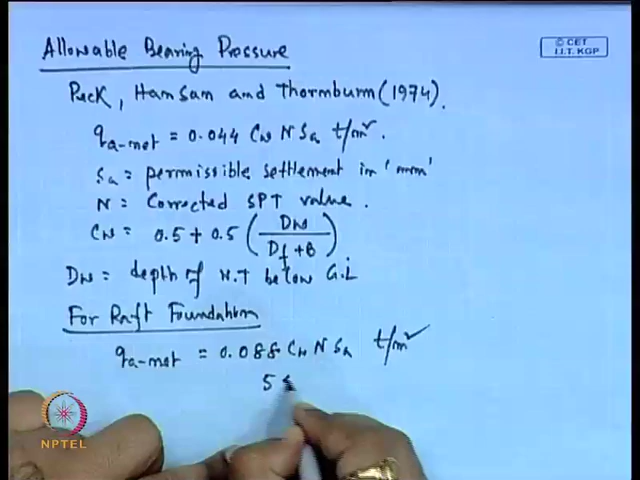 Allowable Bearing Pressure
© CET
I.I.T. KGP
Peck, Hansam and Thornburn (1974).
qa-net = 0.044 Cw N Sa t/m².
Sa = permissible settlement in 'mm'
N = Corrected SPT value.
Cw = 0.5 + 0.5 (Dw / Df + B)
Dw = depth of W.T below G.L
For Raft Foundation
qa-net = 0.088 Cw N Sa t/m²
5
NPTEL